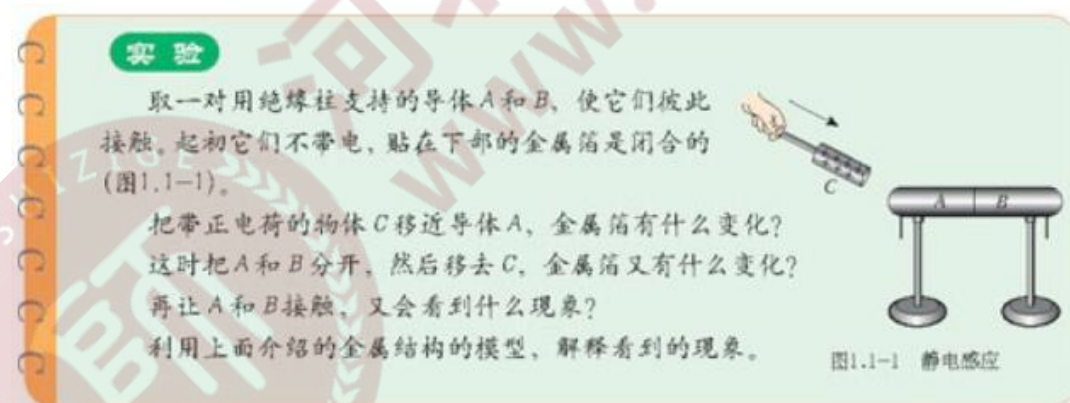 实 验
取一对用绝缘柱支持的导体A和B，使它们彼此
接触。起初它们不带电，贴在下部的金属箔是闭合的
(图1.1-1)。
把带正电荷的物体C移近导体A，金属箔有什么变化？
这时把A和B分开，然后移去C，金属箔又有什么变化？
再让A和B接触，又会看到什么现象？
利用上面介绍的金属结构的模型，解释看到的现象。
C
A B
图1.1-1 静电感应
WWW.